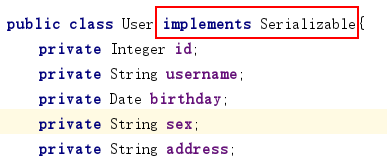 public class User implements Serializable{
private Integer id;
private String username;
private Date birthday;
private String sex;
private String address;